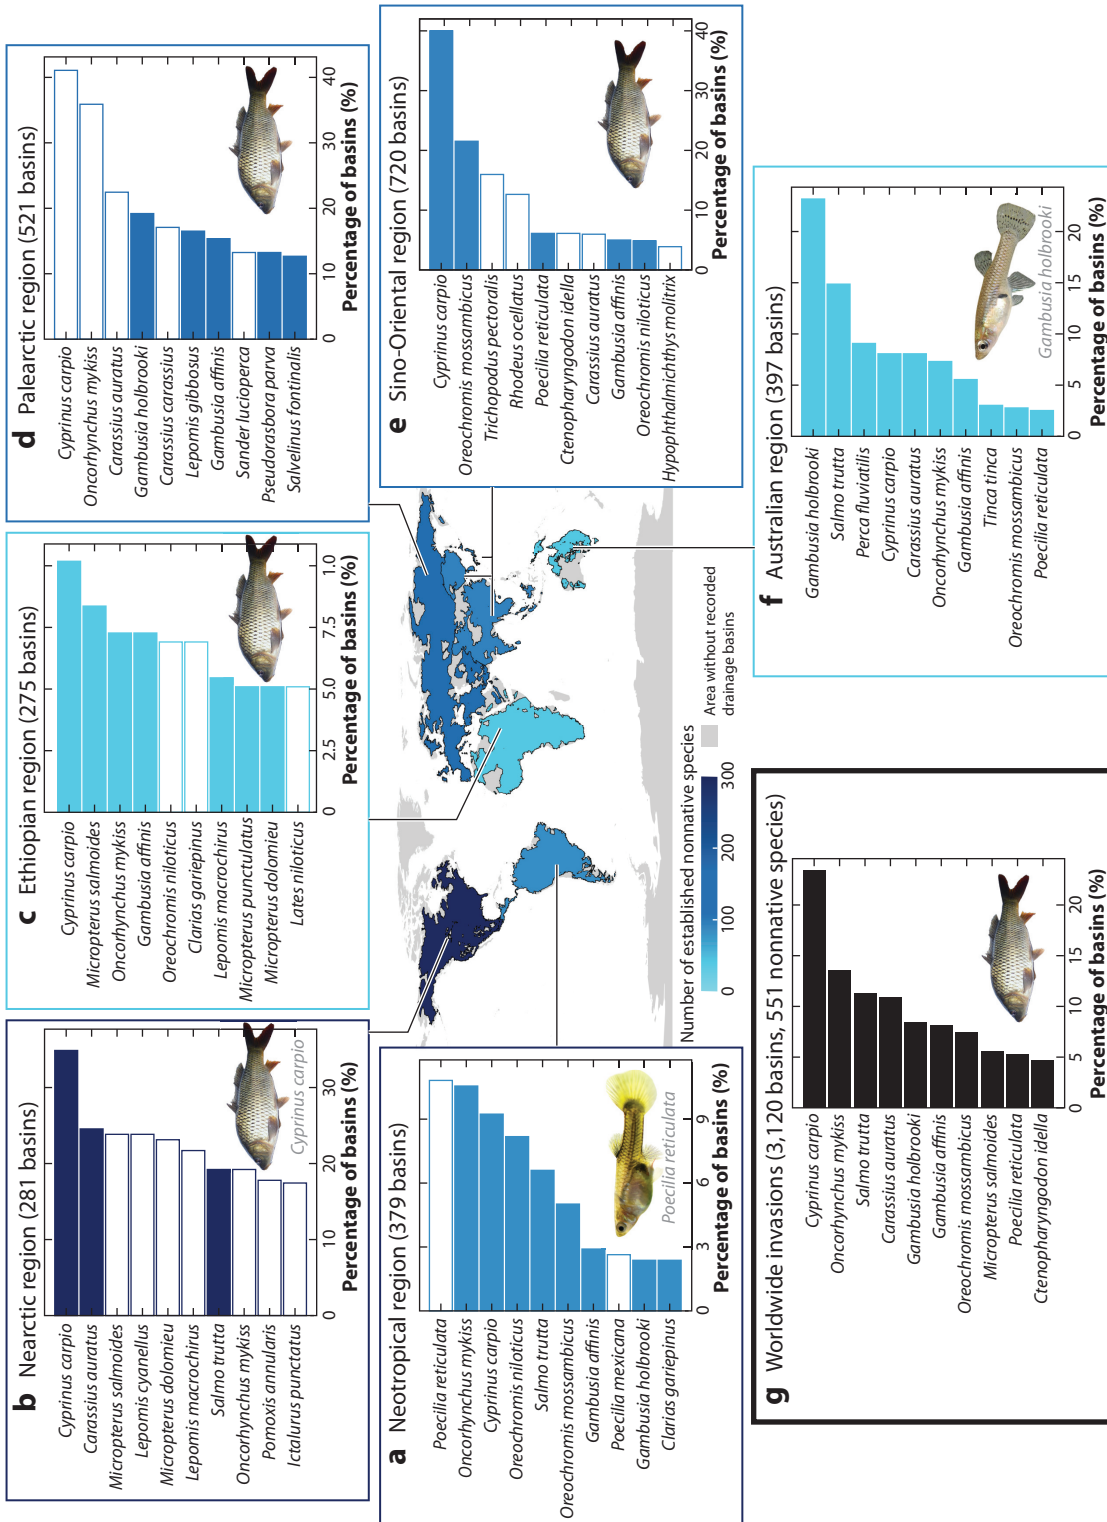 b Nearctic region (281 basins)
Cyprinus carpio
Carassius auratus
Micropterus salmoides
Lepomis cyanellus
Micropterus dolomieu
Lepomis macrochirus
Salmo trutta
Oncorhynchus mykiss
Pomoxis annularis
Ictalurus punctatus
Cyprinus carpio
0 10 20 30
Percentage of basins (%)
c Ethiopian region (275 basins)
Cyprinus carpio
Micropterus salmoides
Oncorhynchus mykiss
Gambusia affinis
Oreochromis niloticus
Clarias gariepinus
Lepomis macrochirus
Micropterus punctulatus
Micropterus dolomieu
Lates niloticus
0 2.5 5.0 7.5 1.0
Percentage of basins (%)
d Palearctic region (521 basins)
Cyprinus carpio
Oncorhynchus mykiss
Carassius auratus
Gambusia holbrooki
Carassius carassius
Lepomis gibbosus
Gambusia affinis
Sander lucioperca
Pseudorasbora parva
Salvelinus fontinalis
0 10 20 30 40
Percentage of basins (%)
a Neotropical region (379 basins)
Poecilia reticulata
Oncorhynchus mykiss
Cyprinus carpio
Oreochromis niloticus
Salmo trutta
Oreochromis mossambicus
Gambusia affinis
Poecilia mexicana
Gambusia holbrooki
Clarias gariepinus
Poecilia reticulata
0 3 6 9
Percentage of basins (%)
Number of established nonnative species
0 100 200 300
Area without recorded
drainage basins
e Sino-Oriental region (720 basins)
Cyprinus carpio
Oreochromis mossambicus
Trichopodus pectoralis
Rhodeus ocellatus
Poecilia reticulata
Ctenopharyngodon idella
Carassius auratus
Gambusia affinis
Oreochromis niloticus
Hypophthalmichthys molitrix
0 10 20 30 40
Percentage of basins (%)
g Worldwide invasions (3,120 basins, 551 nonnative species)
Cyprinus carpio
Oncorhynchus mykiss
Salmo trutta
Carassius auratus
Gambusia holbrooki
Gambusia affinis
Oreochromis mossambicus
Micropterus salmoides
Poecilia reticulata
Ctenopharyngodon idella
0 5 10 15 20
Percentage of basins (%)
f Australian region (397 basins)
Gambusia holbrooki
Salmo trutta
Perca fluviatilis
Cyprinus carpio
Carassius auratus
Oncorhynchus mykiss
Gambusia affinis
Tinca tinca
Oreochromis mossambicus
Poecilia reticulata
Gambusia holbrooki
0 5 10 15 20
Percentage of basins (%)